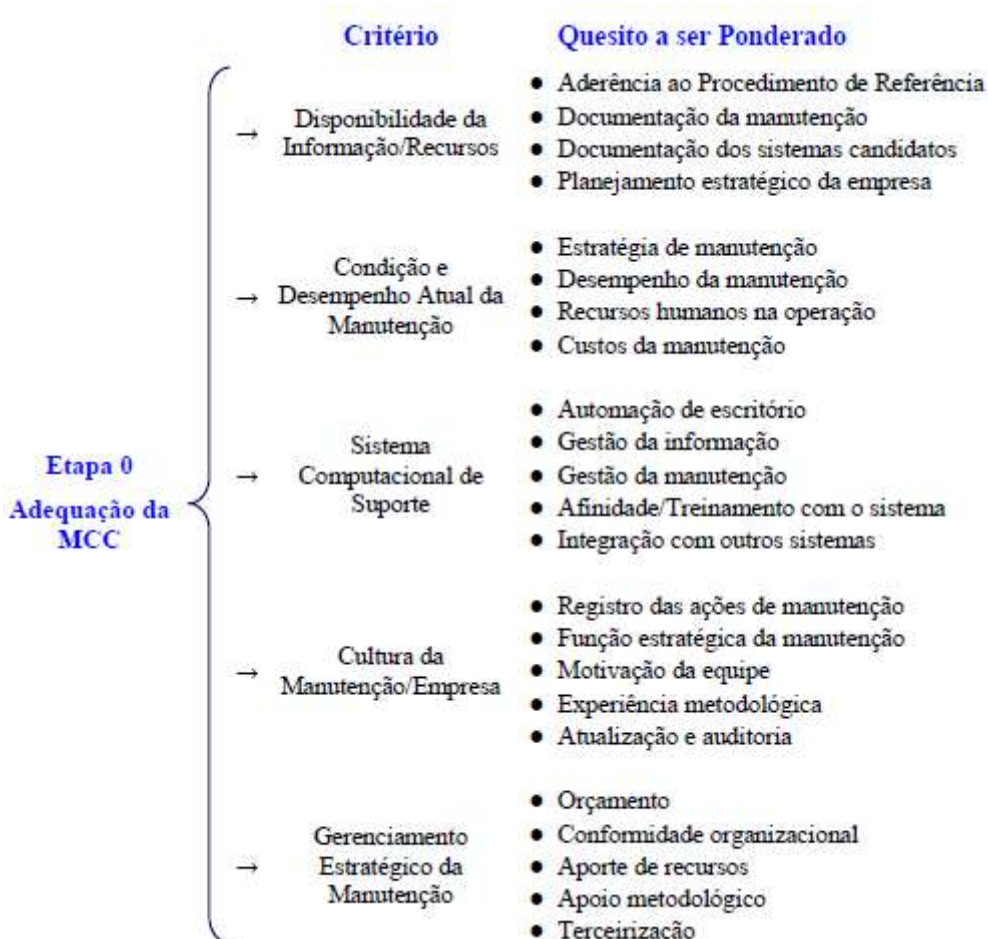 Critério
Quesito a ser Ponderado
Etapa 0
Adequação da
MCC
→ Disponibilidade da
Informação/Recursos
● Aderência ao Procedimento de Referência
● Documentação da manutenção
● Documentação dos sistemas candidatos
● Planejamento estratégico da empresa
→ Condição e
Desempenho Atual da
Manutenção
● Estratégia de manutenção
● Desempenho da manutenção
● Recursos humanos na operação
● Custos da manutenção
→ Sistema
Computacional de
Suporte
● Automação de escritório
● Gestão da informação
● Gestão da manutenção
● Afinidade/Treinamento com o sistema
● Integração com outros sistemas
→ Cultura da
Manutenção/Empresa
● Registro das ações de manutenção
● Função estratégica da manutenção
● Motivação da equipe
● Experiência metodológica
● Atualização e auditoria
→ Gerenciamento
Estratégico da
Manutenção
● Orçamento
● Conformidade organizacional
● Aporte de recursos
● Apoio metodológico
● Terceirização